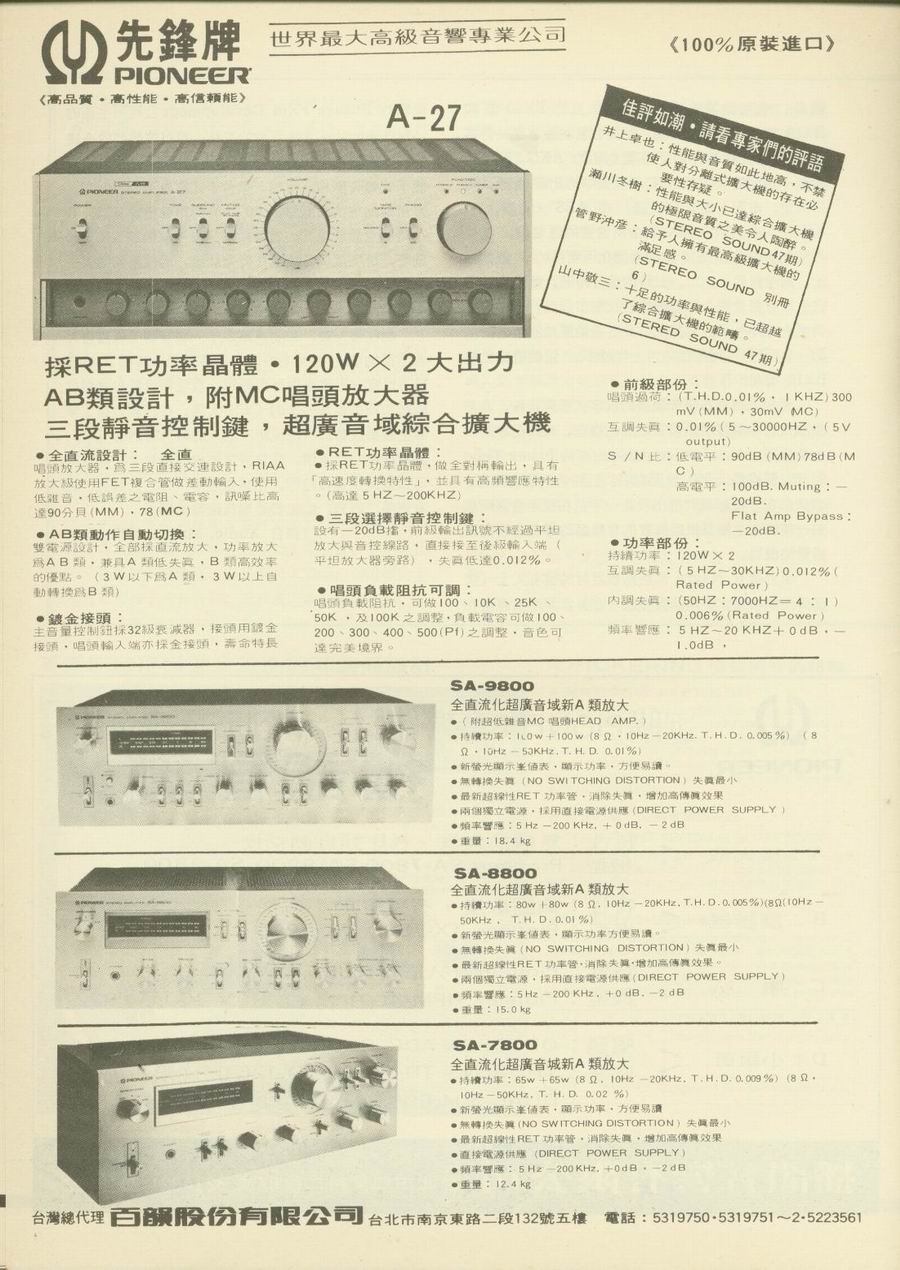 先鋒牌
PIONEER
《高品質・高性能・高信賴能》
世界最大高級音響專業公司
《100%原裝進口》
A-27
佳評如潮・請看專家們的評語
井上卓也：性能與音質如此地高，不禁
使人對分離式擴大機的存在必
要性存疑。
瀨川冬樹：性能與大小已達綜合擴大機
的極限音質之美令人陶醉。
(STEREO SOUND 47期)
菅野沖彦：給予人擁有最高級擴大機的
滿足感。
(STEREO SOUND 別冊
6)
山中敬三：十足的功率與性能，已超越
了綜合擴大機的範疇。
(STERED SOUND 47期)
採RET功率晶體・120W×2大出力
AB類設計，附MC唱頭放大器
三段靜音控制鍵，超廣音域綜合擴大機
●全直流設計： 全直
唱頭放大器，爲三段直接交連設計，RIAA
放大級使用FET複合管做差動輸入，使用
低雜音，低誤差之電阻、電容，訊噪比高
達90分貝(MM)，78(MC)
●AB類動作自動切換：
雙電源設計，全部採直流放大，功率放大
爲AB類，兼具A類低失眞，B類高效率
的優點。（3W以下爲A類，3W以上自
動轉換爲B類）
●鍍金接頭：
主音量控制鈕採32級衰減器，接頭用鍍金
接頭，唱頭輸入端亦採金接頭，壽命特長
●RET功率晶體：
●採RET功率晶體，做全對稱輸出，具有
「高速度轉換特性」，並具有高頻響應特性
。(高達5HZ～200KHZ)
●三段選擇靜音控制鍵：
設有－20dB擋，前級輸出訊號不經過平坦
放大與音控線路，直接接至後級輸入端（
平坦放大器旁路），失眞低達0.012%。
●唱頭負載阻抗可調：
唱頭負載阻抗，可做100、10K、25K、
50K，及100K之調整，負載電容可做100、
200、300、400、500(Pf)之調整，音色可
達完美境界。
●前級部份：
唱頭過荷：(T.H.D.0.01%，1KHZ)300
mV(MM)，30mV MC)
互調失眞：0.01%(5～30000HZ，(5V
output)
S/N比：低電平：90dB(MM)78dB(M
C)
高電平：100dB. Muting：－
20dB.
Flat Amp Bypass：
－20dB.
●功率部份：
持續功率：120W×2
互調失眞：(5HZ～30KHZ)0.012%(
Rated Power)
內調失眞：(50HZ：7000HZ＝4：1)
0.006%(Rated Power)
頻率響應：5HZ～20KHZ＋0dB，－
1.0dB，
SA-9800
全直流化超廣音域新A類放大
●（附超低雜音MC唱頭HEAD AMP.）
●持續功率：100w＋100w(8Ω，10Hz－20KHz. T.H.D. 0.005%) (8
Ω，10Hz－50KHz. T.H.D. 0.01%)
●新螢光顯示峯値表，顯示功率，方便易讀。
●無轉換失眞(NO SWITCHING DISTORTION)失眞最小
●最新超線性RET功率管，消除失眞，增加高傳眞效果
●兩個獨立電源，採用直接電源供應(DIRECT POWER SUPPLY)
●頻率響應：5Hz－200KHz. ＋0dB. －2dB
●重量：18.4kg
SA-8800
全直流化超廣音域新A類放大
●持續功率：80w＋80w(8Ω. 10Hz－20KHz. T.H.D. 0.005%)(8Ω(10Hz－
50KHz， T.H.D. 0.01%)
●新螢光顯示峯値表，顯示功率方便易讀。
●無轉換失眞(NO SWITCHING DISTORTION)失眞最小
●最新超線性RET功率管，消除失眞，增加高傳眞效果。
●兩個獨立電源，採用直接電源供應(DIRECT POWER SUPPLY)
●頻率響應：5Hz－200KHz. ＋0dB. －2dB
●重量：15.0kg
SA-7800
全直流化超廣音城新A類放大
●持續功率：65w＋65w(8Ω. 10Hz－20KHz. T.H.D. 0.009%) (8Ω，
10Hz－50KHz. T.H.D. 0.02%)
●新螢光顯示峯値表，顯示功率，方便易讀
●無轉換失眞(NO SWITCHING DISTORTION)失眞最小
●最新超線性RET功率管，消除失眞，增加高傳眞效果
●直接電源供應 (DIRECT POWER SUPPLY)
●頻率響應：5Hz－200KHz. ＋0dB，－2dB
●重量：12.4kg
台灣總代理 百韻股份有限公司 台北市南京東路二段132號五樓 電話：5319750・5319751～2・5223561